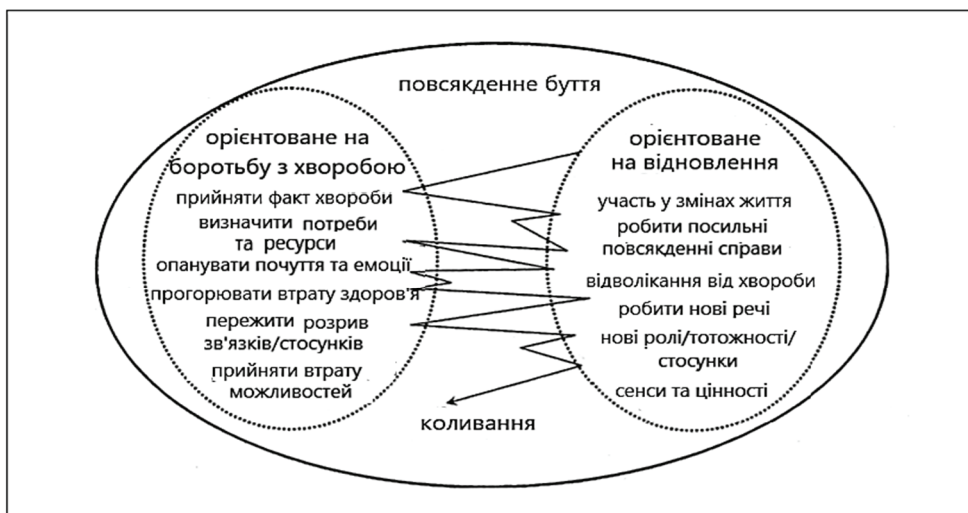 повсякденне буття
орієнтоване на
боротьбу з хворобою
прийняти факт хвороби
визначити потреби
та ресурси
опанувати почуття та емоції
прогорювати втрату здоров'я
пережити розрив
зв'язків/стосунків
прийняти втрату
можливостей
орієнтоване
на відновлення
участь у змінах життя
робити посильні
повсякденні справи
відволікання від хвороби
робити нові речі
нові ролі/тотожності/
стосунки
сенси та цінності
коливання